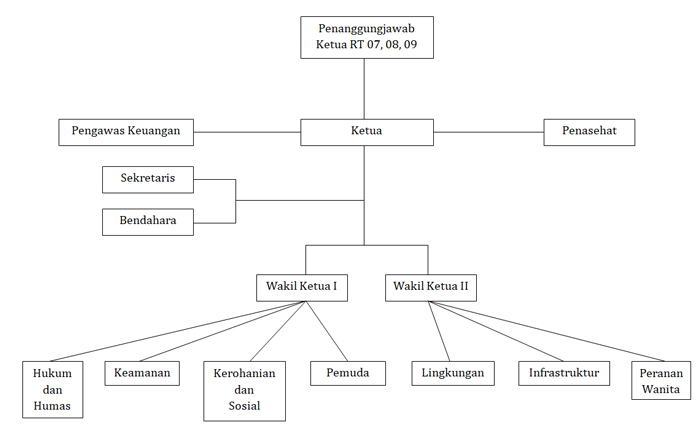 Penanggungjawab
Ketua RT 07, 08, 09
Pengawas Keuangan
Ketua
Penasehat
Sekretaris
Bendahara
Wakil Ketua I
Wakil Ketua II
Hukum
dan
Humas
Keamanan
Kerohanian
dan
Sosial
Pemuda
Lingkungan
Infrastruktur
Peranan
Wanita